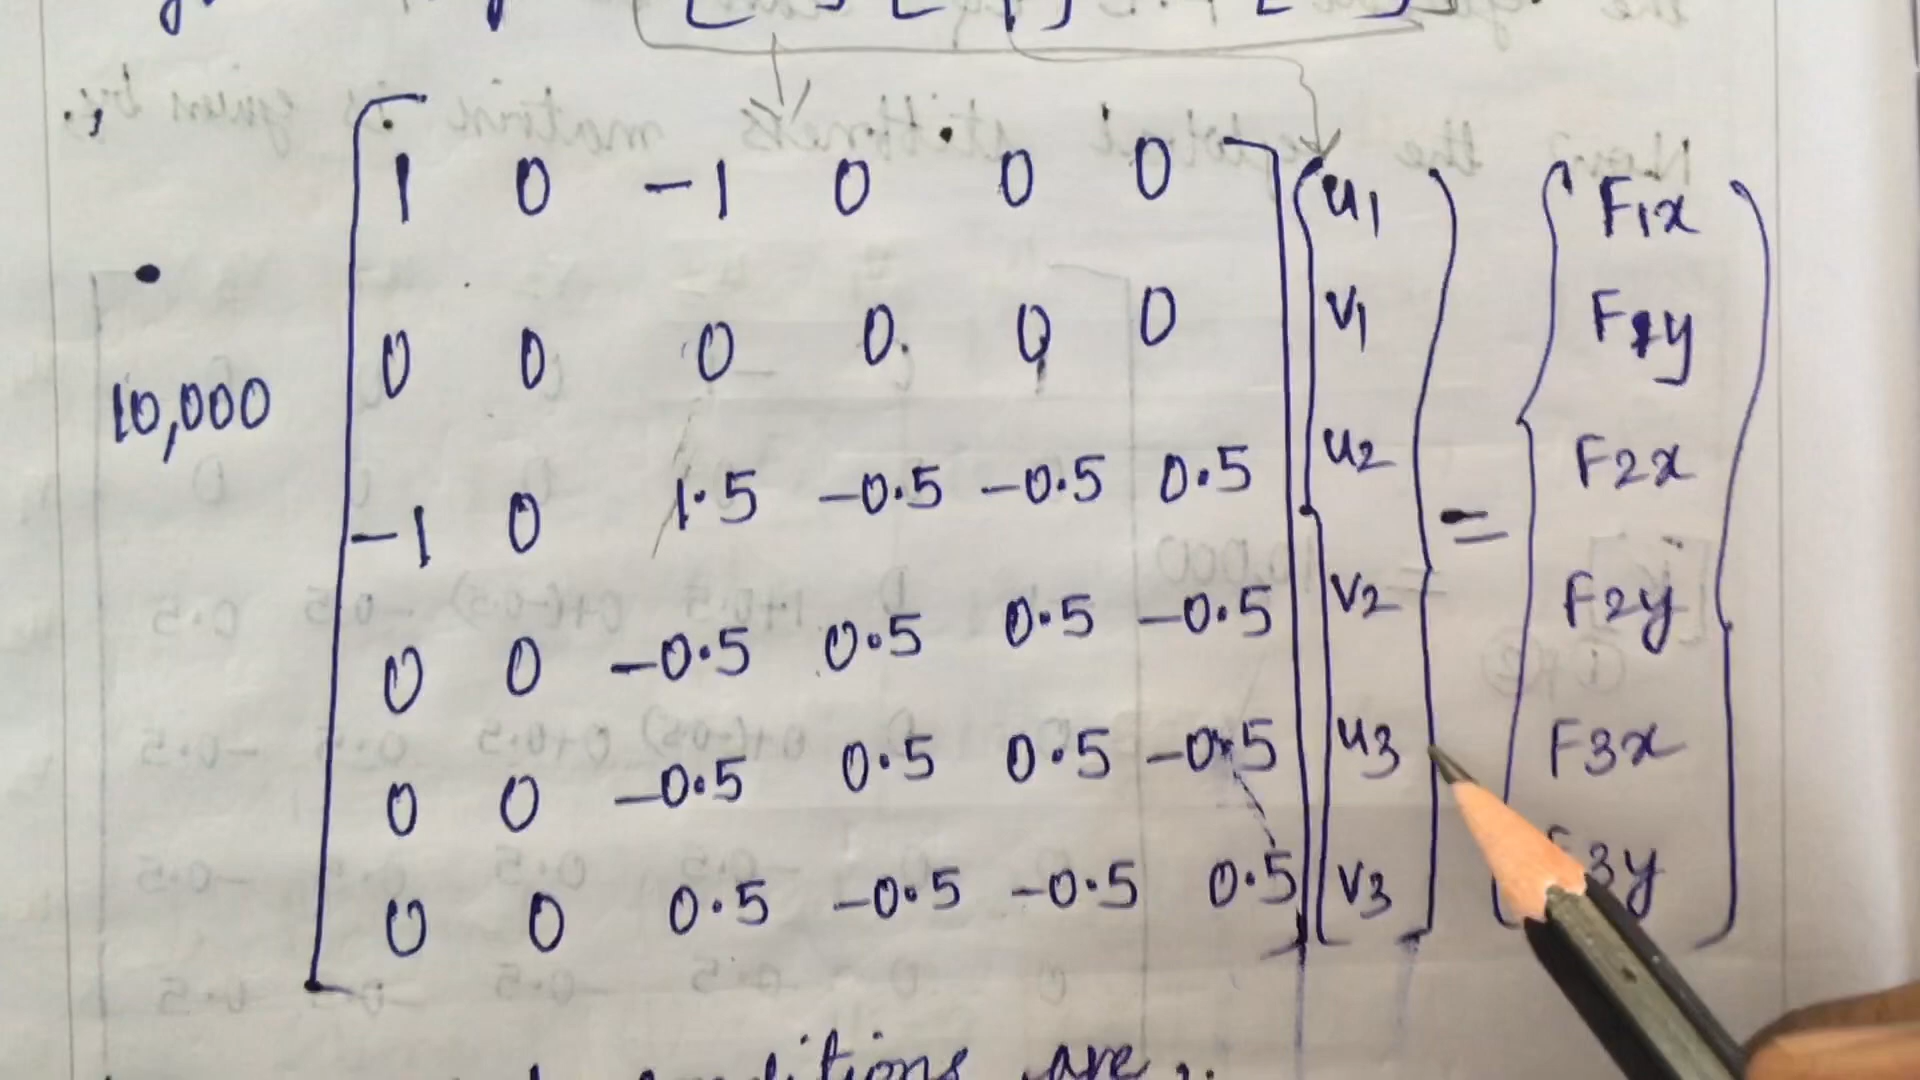 1 0 -1 0 0 0 u1 F1x
0 0 0 0 0 0 v1 F1y
10,000 -1 0 1.5 -0.5 -0.5 0.5 u2 = F2x
0 0 -0.5 0.5 0.5 -0.5 v2 F2y
0 0 -0.5 0.5 0.5 -0.5 u3 F3x
0 0 0.5 -0.5 -0.5 0.5 v3 3y
are